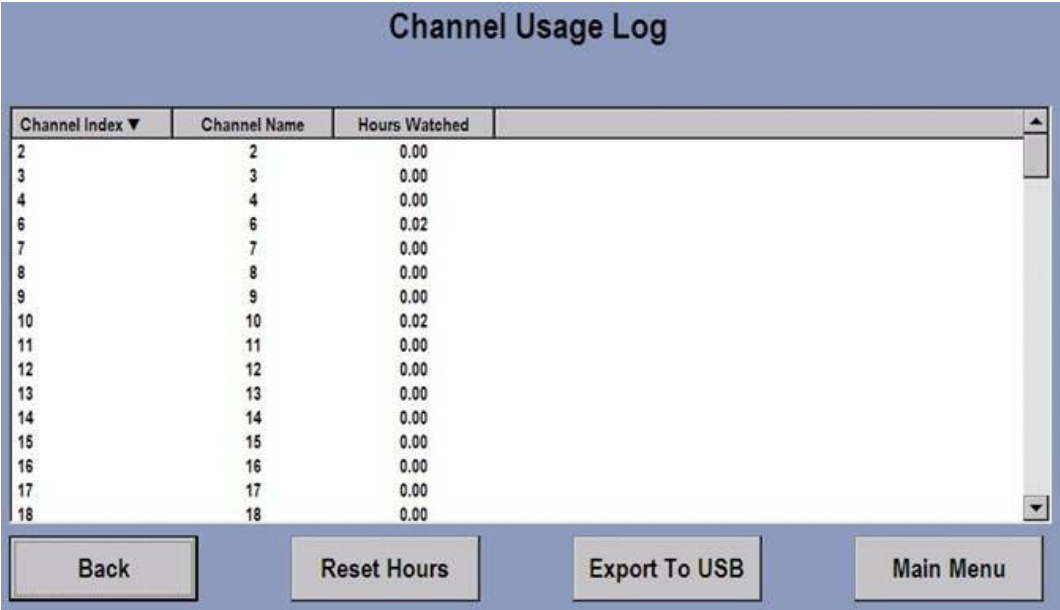 Channel Usage Log
Channel Index ▼ Channel Name Hours Watched
2 2 0.00
3 3 0.00
4 4 0.00
6 6 0.02
7 7 0.00
8 8 0.00
9 9 0.00
10 10 0.02
11 11 0.00
12 12 0.00
13 13 0.00
14 14 0.00
15 15 0.00
16 16 0.00
17 17 0.00
18 18 0.00
Back Reset Hours Export To USB Main Menu